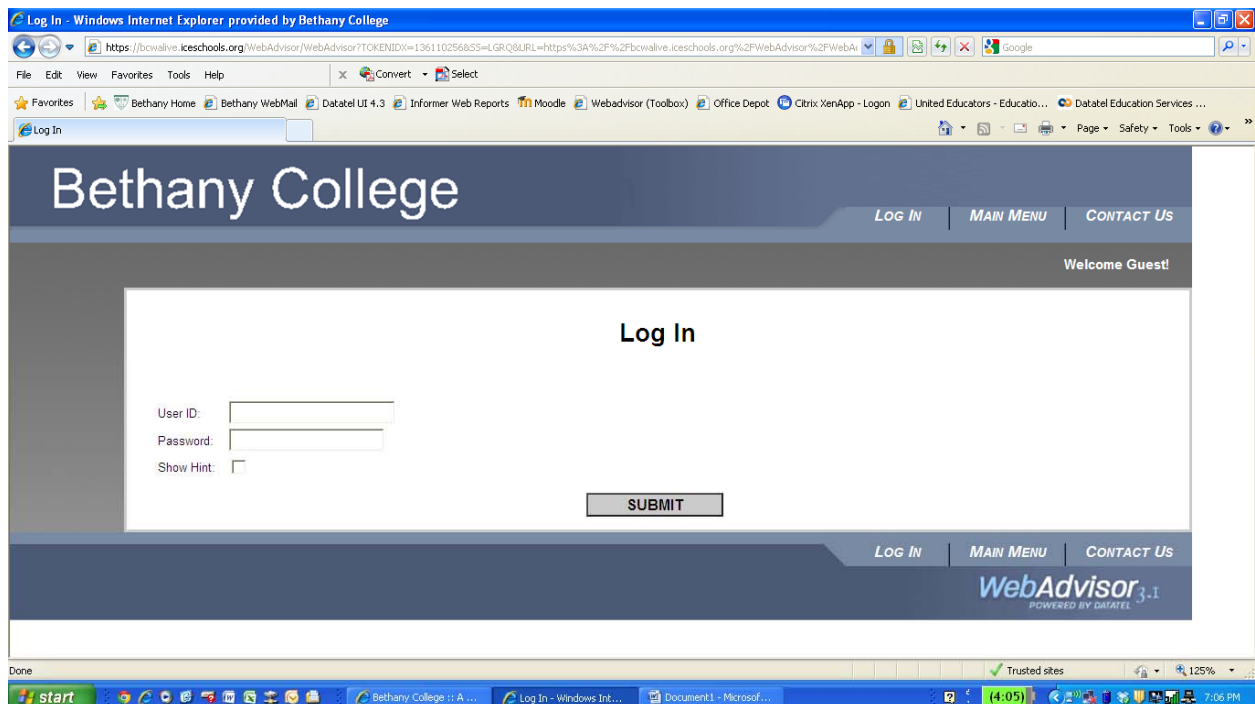 Log In - Windows Internet Explorer provided by Bethany College
https://bcwalive.iceschools.org/WebAdvisor/WebAdvisor?TOKENIDX=1361102568&SS=LGRQ&URL=https%3A%2F%2Fbcwalive.iceschools.org%2FWebAdvisor%2FWebAd Google
File Edit View Favorites Tools Help x Convert Select
Favorites Bethany Home Bethany WebMail Datatel UI 4.3 Informer Web Reports Moodle Webadvisor (Toolbox) Office Depot Citrix XenApp - Logon United Educators - Educatio... Datatel Education Services ...
Log In Page Safety Tools
Bethany College
LOG IN MAIN MENU CONTACT US
Welcome Guest!
Log In
User ID:
Password:
Show Hint:
SUBMIT
LOG IN MAIN MENU CONTACT US
WebAdvisor 3.1
POWERED BY DATATEL
Done Trusted sites 125%
start Bethany College :: A ... Log In - Windows Int... Document1 - Microsof... (4:05) 7:06 PM